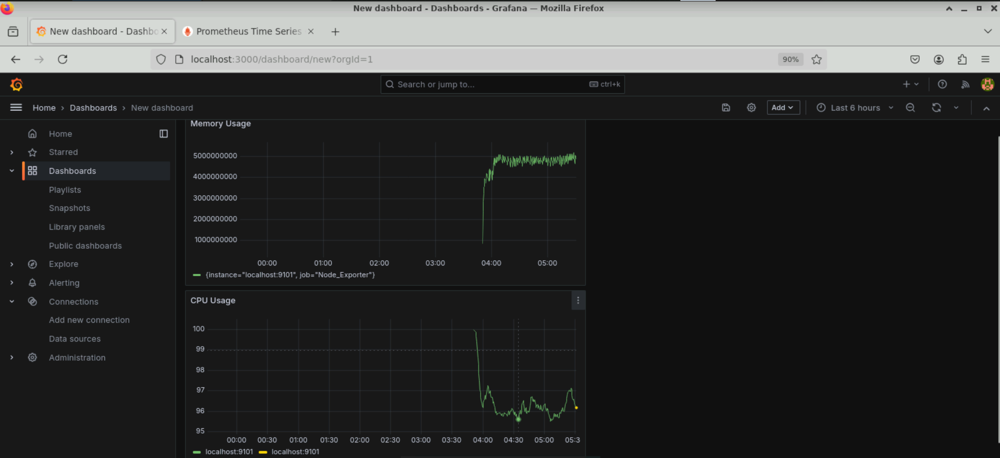 New dashboard - Dashboards - Grafana — Mozilla Firefox
New dashboard - Dashbo
Prometheus Time Series
localhost:3000/dashboard/new?orgId=1
90%
Search or jump to...
ctrl+k
Home › Dashboards › New dashboard
Add
Last 6 hours
Home
Starred
Dashboards
Playlists
Snapshots
Library panels
Public dashboards
Explore
Alerting
Connections
Add new connection
Data sources
Administration
Memory Usage
5000000000
4000000000
3000000000
2000000000
1000000000
00:00 01:00 02:00 03:00 04:00 05:00
{instance="localhost:9101", job="Node_Exporter"}
CPU Usage
100
99
98
97
96
95
00:00 00:30 01:00 01:30 02:00 02:30 03:00 03:30 04:00 04:30 05:00 05:3
localhost:9101 localhost:9101